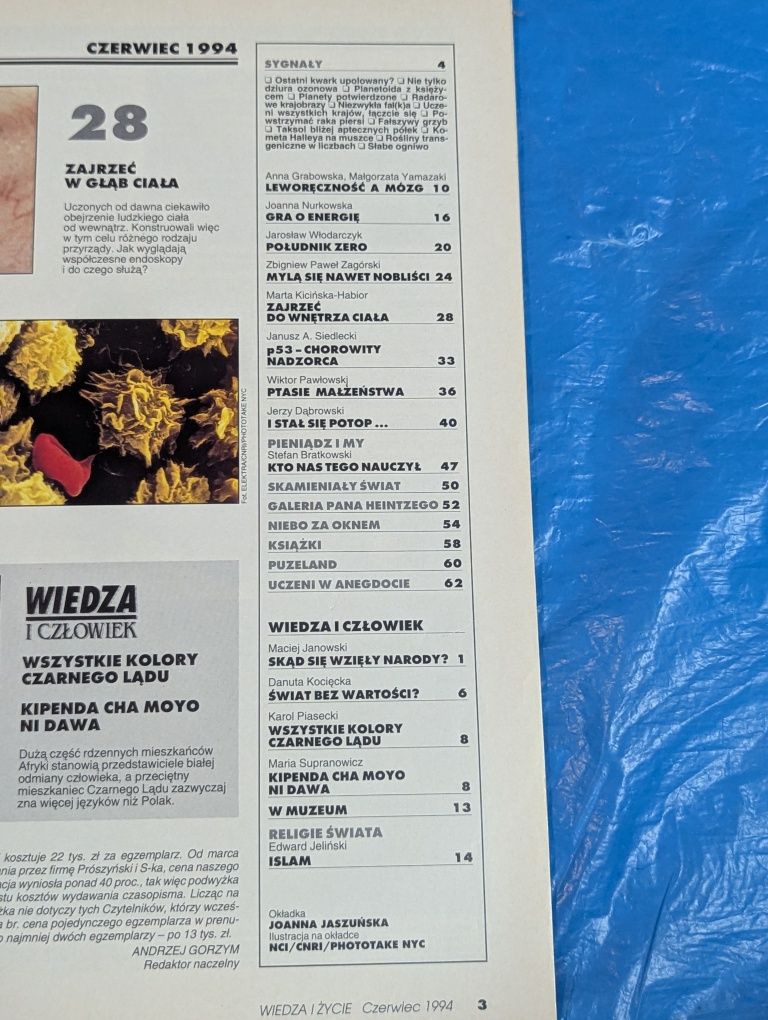 CZERWIEC 1994
28
ZAJRZEĆ
W GŁĄB CIAŁA
Uczonych od dawna ciekawiło
obejrzenie ludzkiego ciała
od wewnątrz. Konstruowali więc
w tym celu różnego rodzaju
przyrządy. Jak wyglądają
współczesne endoskopy
i do czego służą?
Fot. ELEKTRA/CNRI/PHOTOTAKE NYC
WIEDZA
I CZŁOWIEK
WSZYSTKIE KOLORY
CZARNEGO LĄDU
KIPENDA CHA MOYO
NI DAWA
Dużą część rdzennych mieszkańców
Afryki stanowią przedstawiciele białej
odmiany człowieka, a przeciętny
mieszkaniec Czarnego Lądu zazwyczaj
zna więcej języków niż Polak.
kosztuje 22 tys. zł za egzemplarz. Od marca
ania przez firmę Prószyński i S-ka, cena naszego
acja wyniosła ponad 40 proc., tak więc podwyżka
stu kosztów wydawania czasopisma. Licząc na
żka nie dotyczy tych Czytelników, którzy wcześ-
a br. cena pojedynczego egzemplarza w prenu-
o najmniej dwóch egzemplarzy – po 13 tys. zł.
ANDRZEJ GORZYM
Redaktor naczelny
SYGNAŁY 4
❏ Ostatni kwark upolowany? ❏ Nie tylko
dziura ozonowa ❏ Planetoida z księży-
cem ❏ Planety potwierdzone ❏ Radaro-
we krajobrazy ❏ Niezwykła fal(k)a ❏ Ucze-
ni wszystkich krajów, łączcie się ❏ Po-
wstrzymać raka piersi ❏ Fałszywy grzyb
❏ Taksol bliżej aptecznych półek ❏ Ko-
meta Halleya na muszce ❏ Rośliny trans-
geniczne w liczbach ❏ Słabe ogniwo
Anna Grabowska, Małgorzata Yamazaki
LEWORĘCZNOŚĆ A MÓZG 10
Joanna Nurkowska
GRA O ENERGIĘ 16
Jarosław Włodarczyk
POŁUDNIK ZERO 20
Zbigniew Paweł Zagórski
MYLĄ SIĘ NAWET NOBLIŚCI 24
Marta Kicińska-Habior
ZAJRZEĆ
DO WNĘTRZA CIAŁA 28
Janusz A. Siedlecki
p53 – CHOROWITY
NADZORCA 33
Wiktor Pawłowski
PTASIE MAŁŻEŃSTWA 36
Jerzy Dąbrowski
I STAŁ SIĘ POTOP ... 40
PIENIĄDZ I MY
Stefan Bratkowski
KTO NAS TEGO NAUCZYŁ 47
SKAMIENIAŁY ŚWIAT 50
GALERIA PANA HEINTZEGO 52
NIEBO ZA OKNEM 54
KSIĄŻKI 58
PUZELAND 60
UCZENI W ANEGDOCIE 62
WIEDZA I CZŁOWIEK
Maciej Janowski
SKĄD SIĘ WZIĘŁY NARODY? 1
Danuta Kocięcka
ŚWIAT BEZ WARTOŚCI? 6
Karol Piasecki
WSZYSTKIE KOLORY
CZARNEGO LĄDU 8
Maria Supranowicz
KIPENDA CHA MOYO
NI DAWA 8
W MUZEUM 13
RELIGIE ŚWIATA
Edward Jeliński
ISLAM 14
Okładka
JOANNA JASZUŃSKA
Ilustracja na okładce
NCI/CNRI/PHOTOTAKE NYC
WIEDZA I ŻYCIE Czerwiec 1994 3